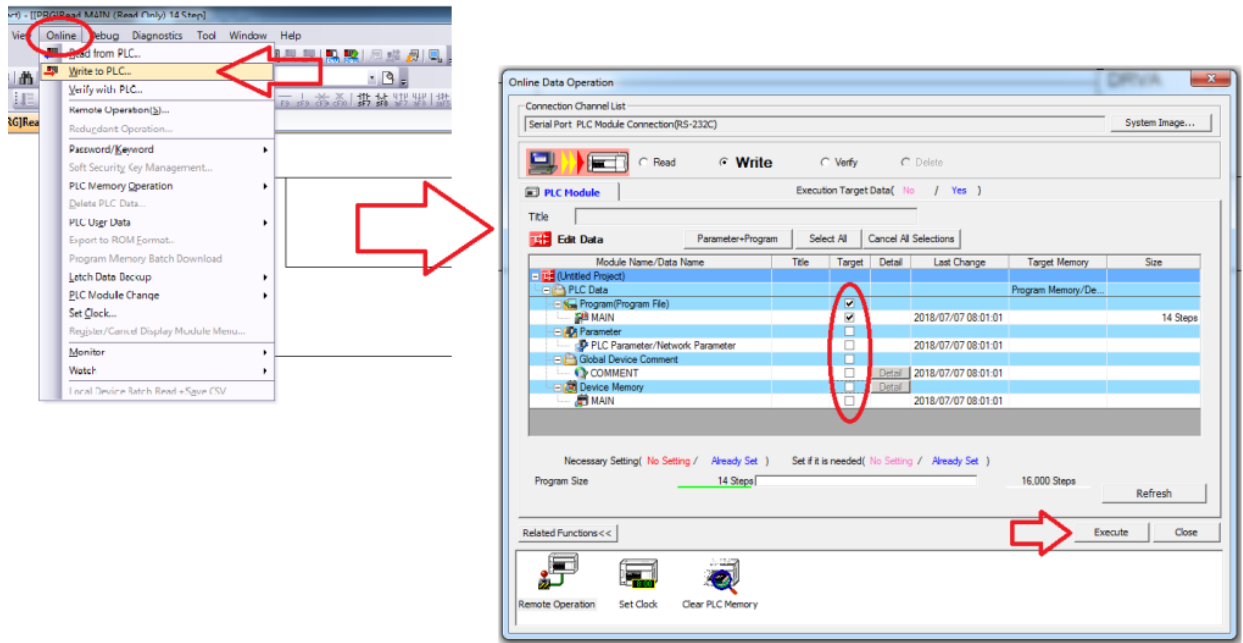 ct) - [[PRG]Read MAIN (Read Only) 14 Step]
View Online Debug Diagnostics Tool Window Help
Read from PLC...
Write to PLC...
Verify with PLC...
Remote Operation(S)...
Redundant Operation...
RG]Rea
Password/Keyword
Soft Security Key Management...
PLC Memory Operation
Delete PLC Data...
PLC User Data
Export to ROM Format...
Program Memory Batch Download
Latch Data Backup
PLC Module Change
Set Clock...
Register/Cancel Display Module Menu...
Monitor
Watch
Local Device Batch Read + Save CSV
Online Data Operation
DRVA
Connection Channel List
Serial Port PLC Module Connection(RS-232C)
System Image...
Read Write Verify Delete
PLC Module
Execution Target Data( No / Yes )
Title
Edit Data
Parameter+Program Select All Cancel All Selections
Module Name/Data Name Title Target Detail Last Change Target Memory Size
(Untitled Project)
PLC Data Program Memory/De...
Program(Program File)
MAIN 2018/07/07 08:01:01 14 Steps
Parameter
PLC Parameter/Network Parameter 2018/07/07 08:01:01
Global Device Comment
COMMENT Detail 2018/07/07 08:01:01
Device Memory Detail
MAIN 2018/07/07 08:01:01
Necessary Setting( No Setting / Already Set ) Set if it is needed( No Setting / Already Set )
Program Size 14 Steps 16,000 Steps
Refresh
Related Functions<<
Execute Close
Remote Operation Set Clock Clear PLC Memory